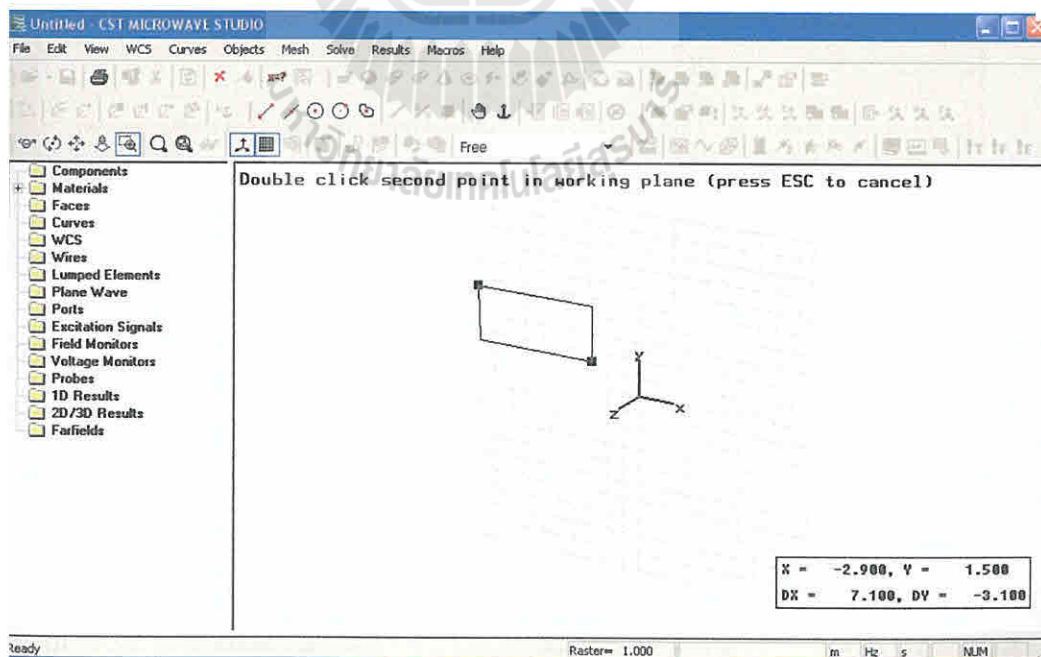 Untitled - CST MICROWAVE STUDIO
File Edit View WCS Curves Objects Mesh Solve Results Macros Help
Free
Components
Materials
Faces
Curves
WCS
Wires
Lumped Elements
Plane Wave
Ports
Excitation Signals
Field Monitors
Voltage Monitors
Probes
1D Results
2D/3D Results
Farfields
Double click second point in working plane (press ESC to cancel)
Y
Z X
X = -2.900, Y = 1.500
DX = 7.100, DY = -3.100
Ready Raster= 1.000 m Hz s NUM